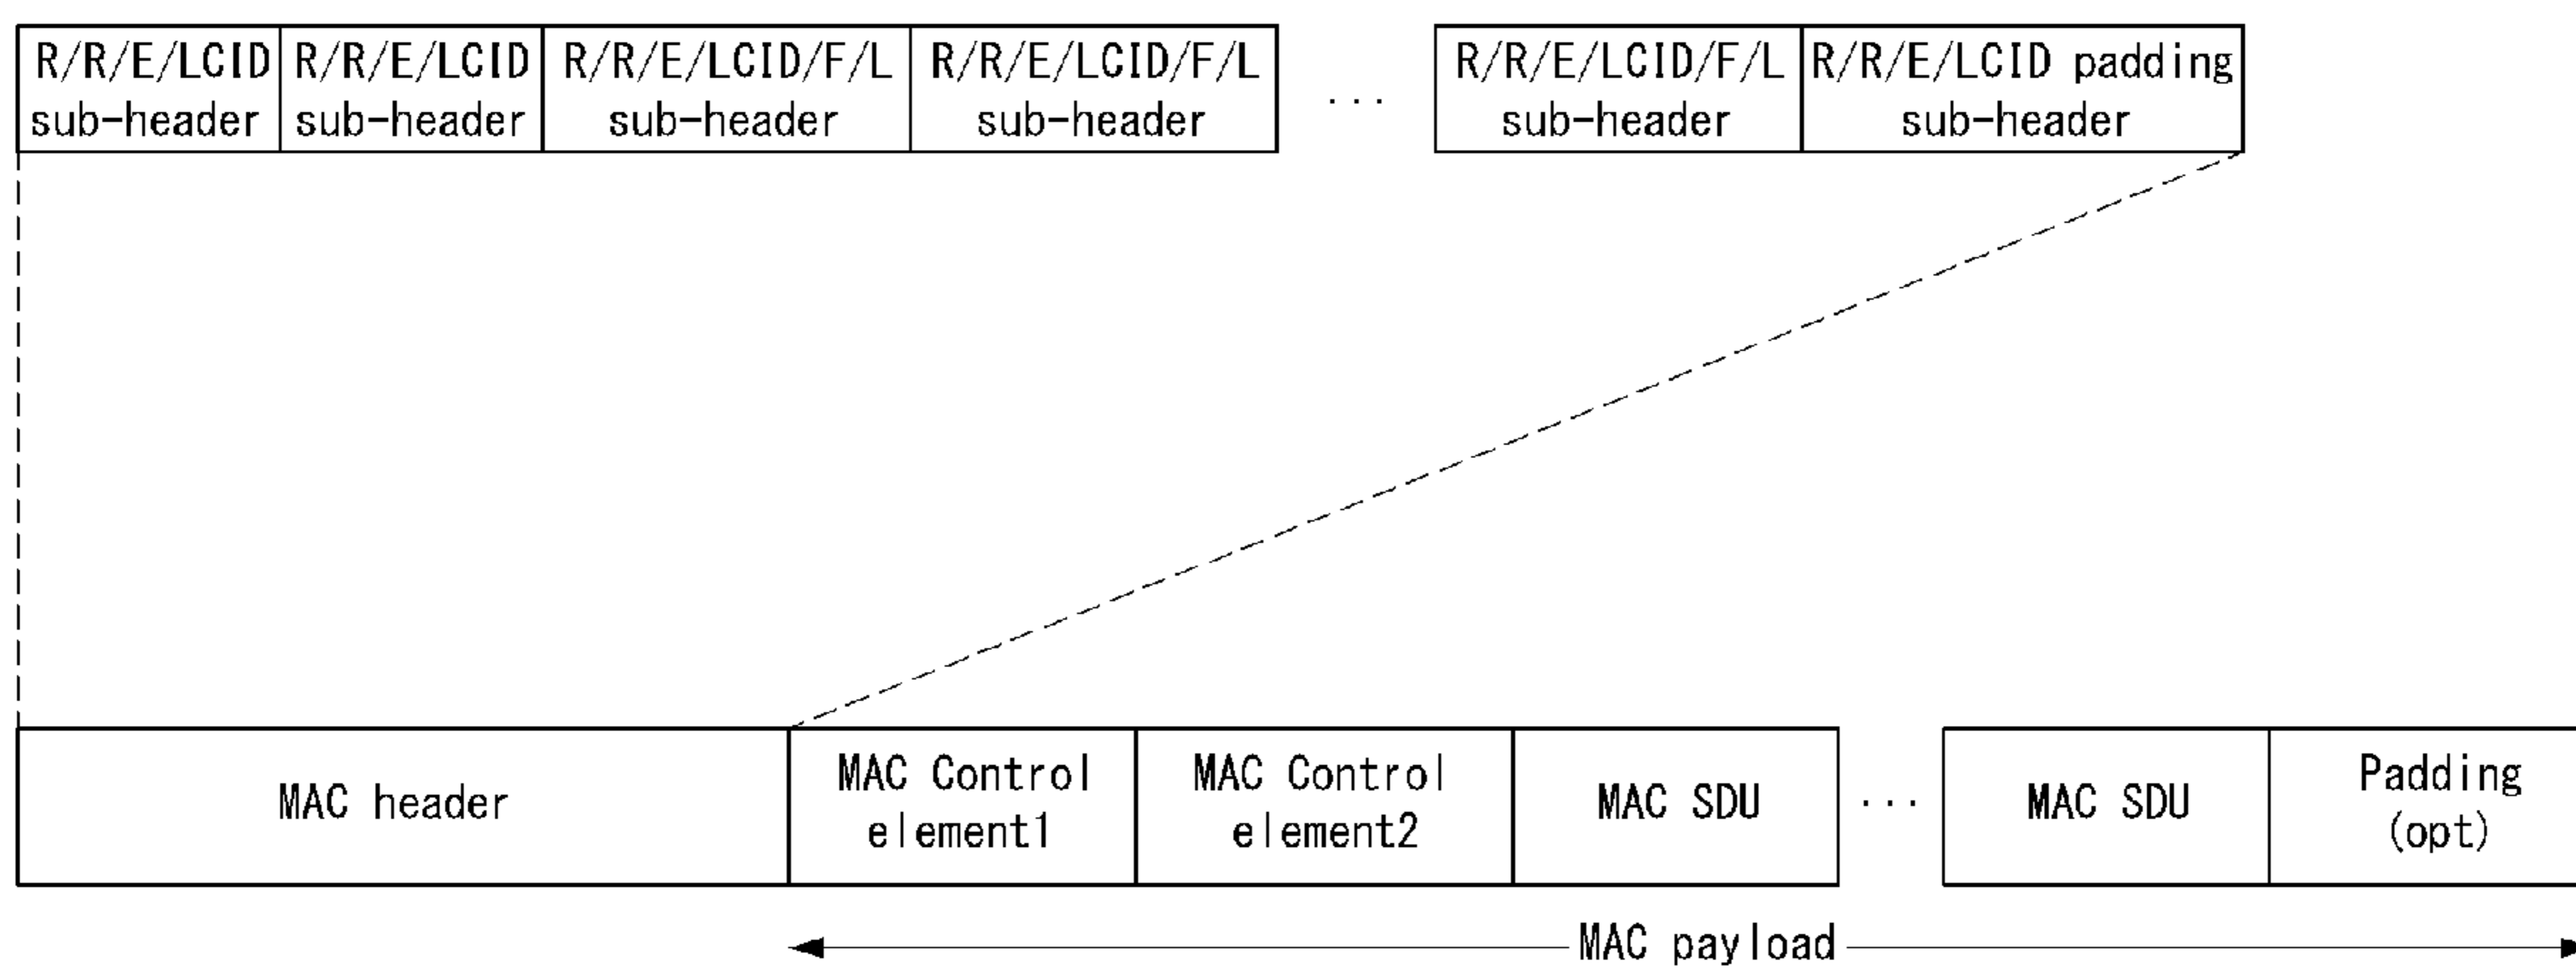 R/R/E/LCID R/R/E/LCID R/R/E/LCID/F/L R/R/E/LCID/F/L ... R/R/E/LCID/F/L R/R/E/LCID padding
sub-header sub-header sub-header sub-header sub-header sub-header
MAC header
MAC Control
element1
MAC Control
element2
MAC SDU
...
MAC SDU
Padding
(opt)
MAC payload